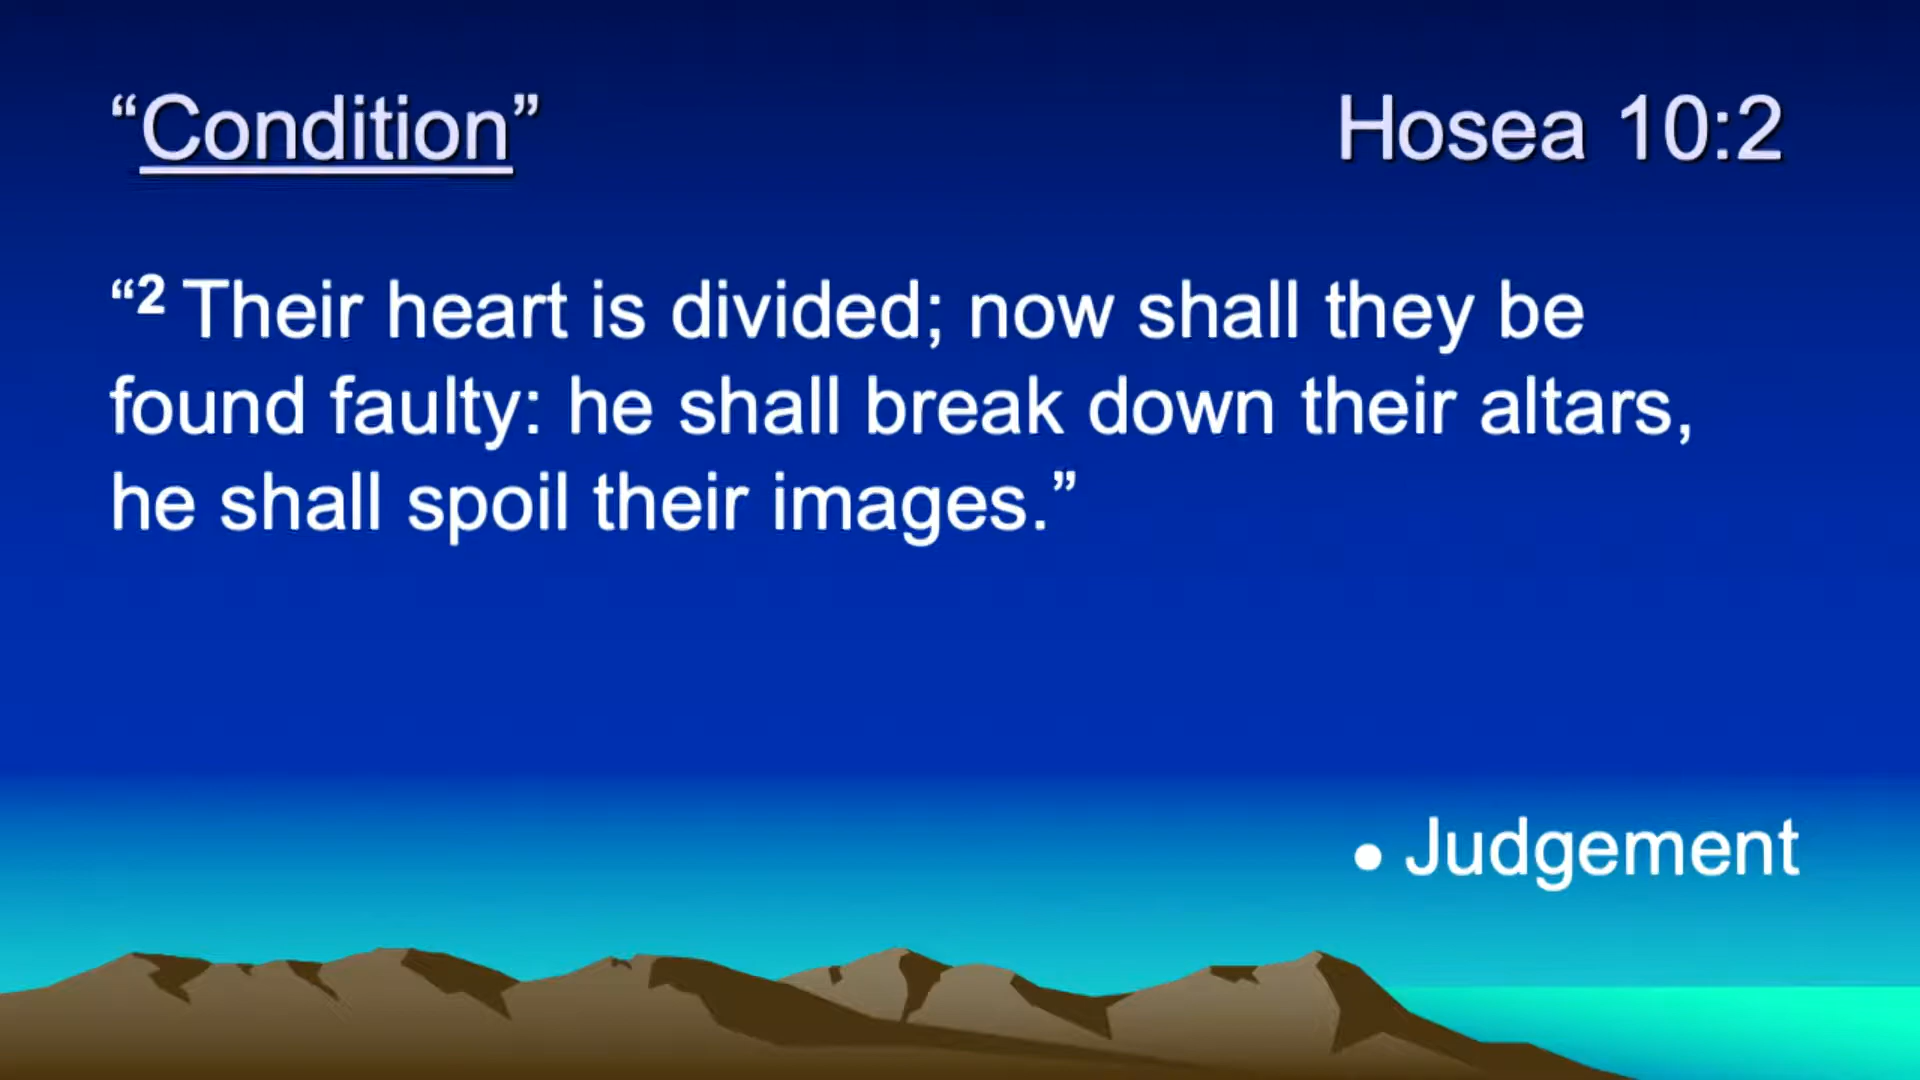 “Condition” Hosea 10:2
“2 Their heart is divided; now shall they be
found faulty: he shall break down their altars,
he shall spoil their images.”
• Judgement